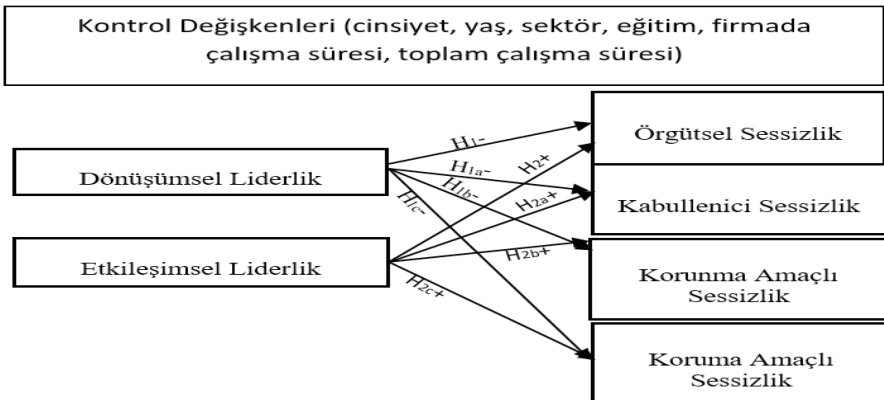 Kontrol Değişkenleri (cinsiyet, yaş, sektör, eğitim, firmada
çalışma süresi, toplam çalışma süresi)
Örgütsel Sessizlik
H1-
H2+
Dönüşümsel Liderlik
H1a-
H1b-
H1c-
H2a+
Kabullenici Sessizlik
Etkileşimsel Liderlik
H2b+
H2c+
Korunma Amaçlı
Sessizlik
Koruma Amaçlı
Sessizlik